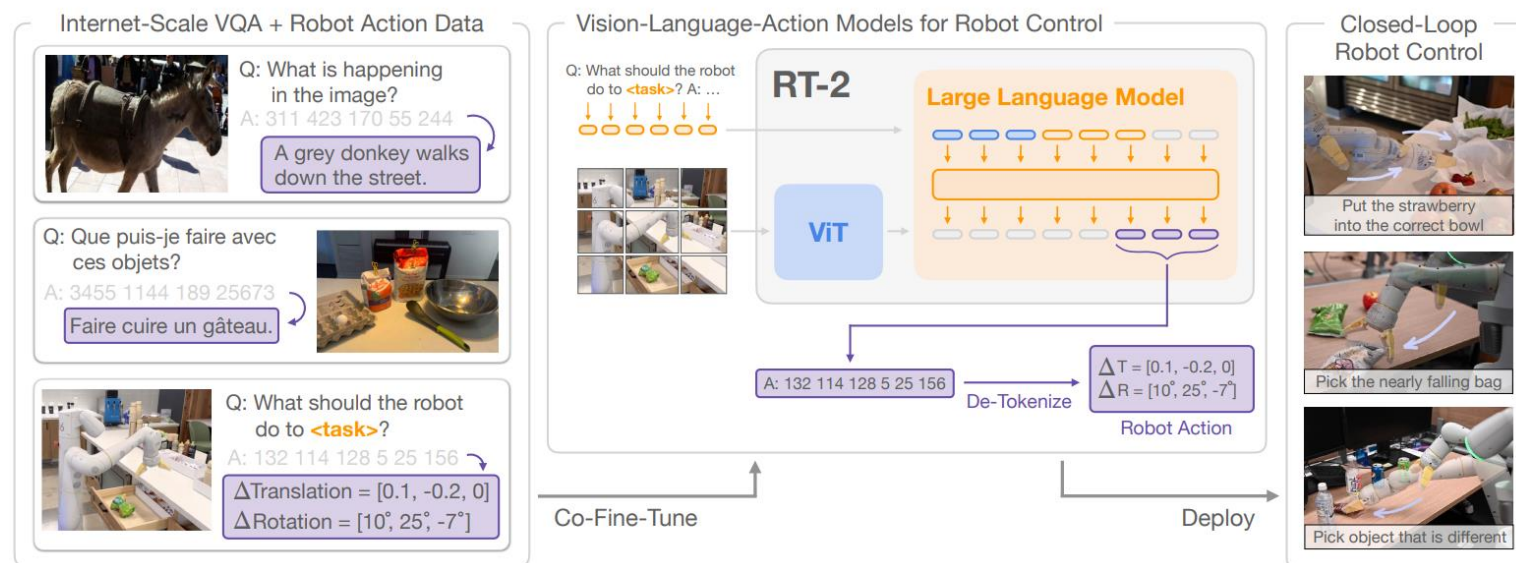 Internet-Scale VQA + Robot Action Data
Q: What is happening
in the image?
A: 311 423 170 55 244
A grey donkey walks
down the street.
Q: Que puis-je faire avec
ces objets?
A: 3455 1144 189 25673
Faire cuire un gâteau.
Q: What should the robot
do to <task>?
A: 132 114 128 5 25 156
ΔTranslation = [0.1, -0.2, 0]
ΔRotation = [10°, 25°, -7°]
Co-Fine-Tune
Vision-Language-Action Models for Robot Control
Q: What should the robot
do to <task>? A: …
RT-2
Large Language Model
ViT
A: 132 114 128 5 25 156
De-Tokenize
ΔT = [0.1, -0.2, 0]
ΔR = [10°, 25°, -7°]
Robot Action
Deploy
Closed-Loop
Robot Control
Put the strawberry
into the correct bowl
Pick the nearly falling bag
Pick object that is different